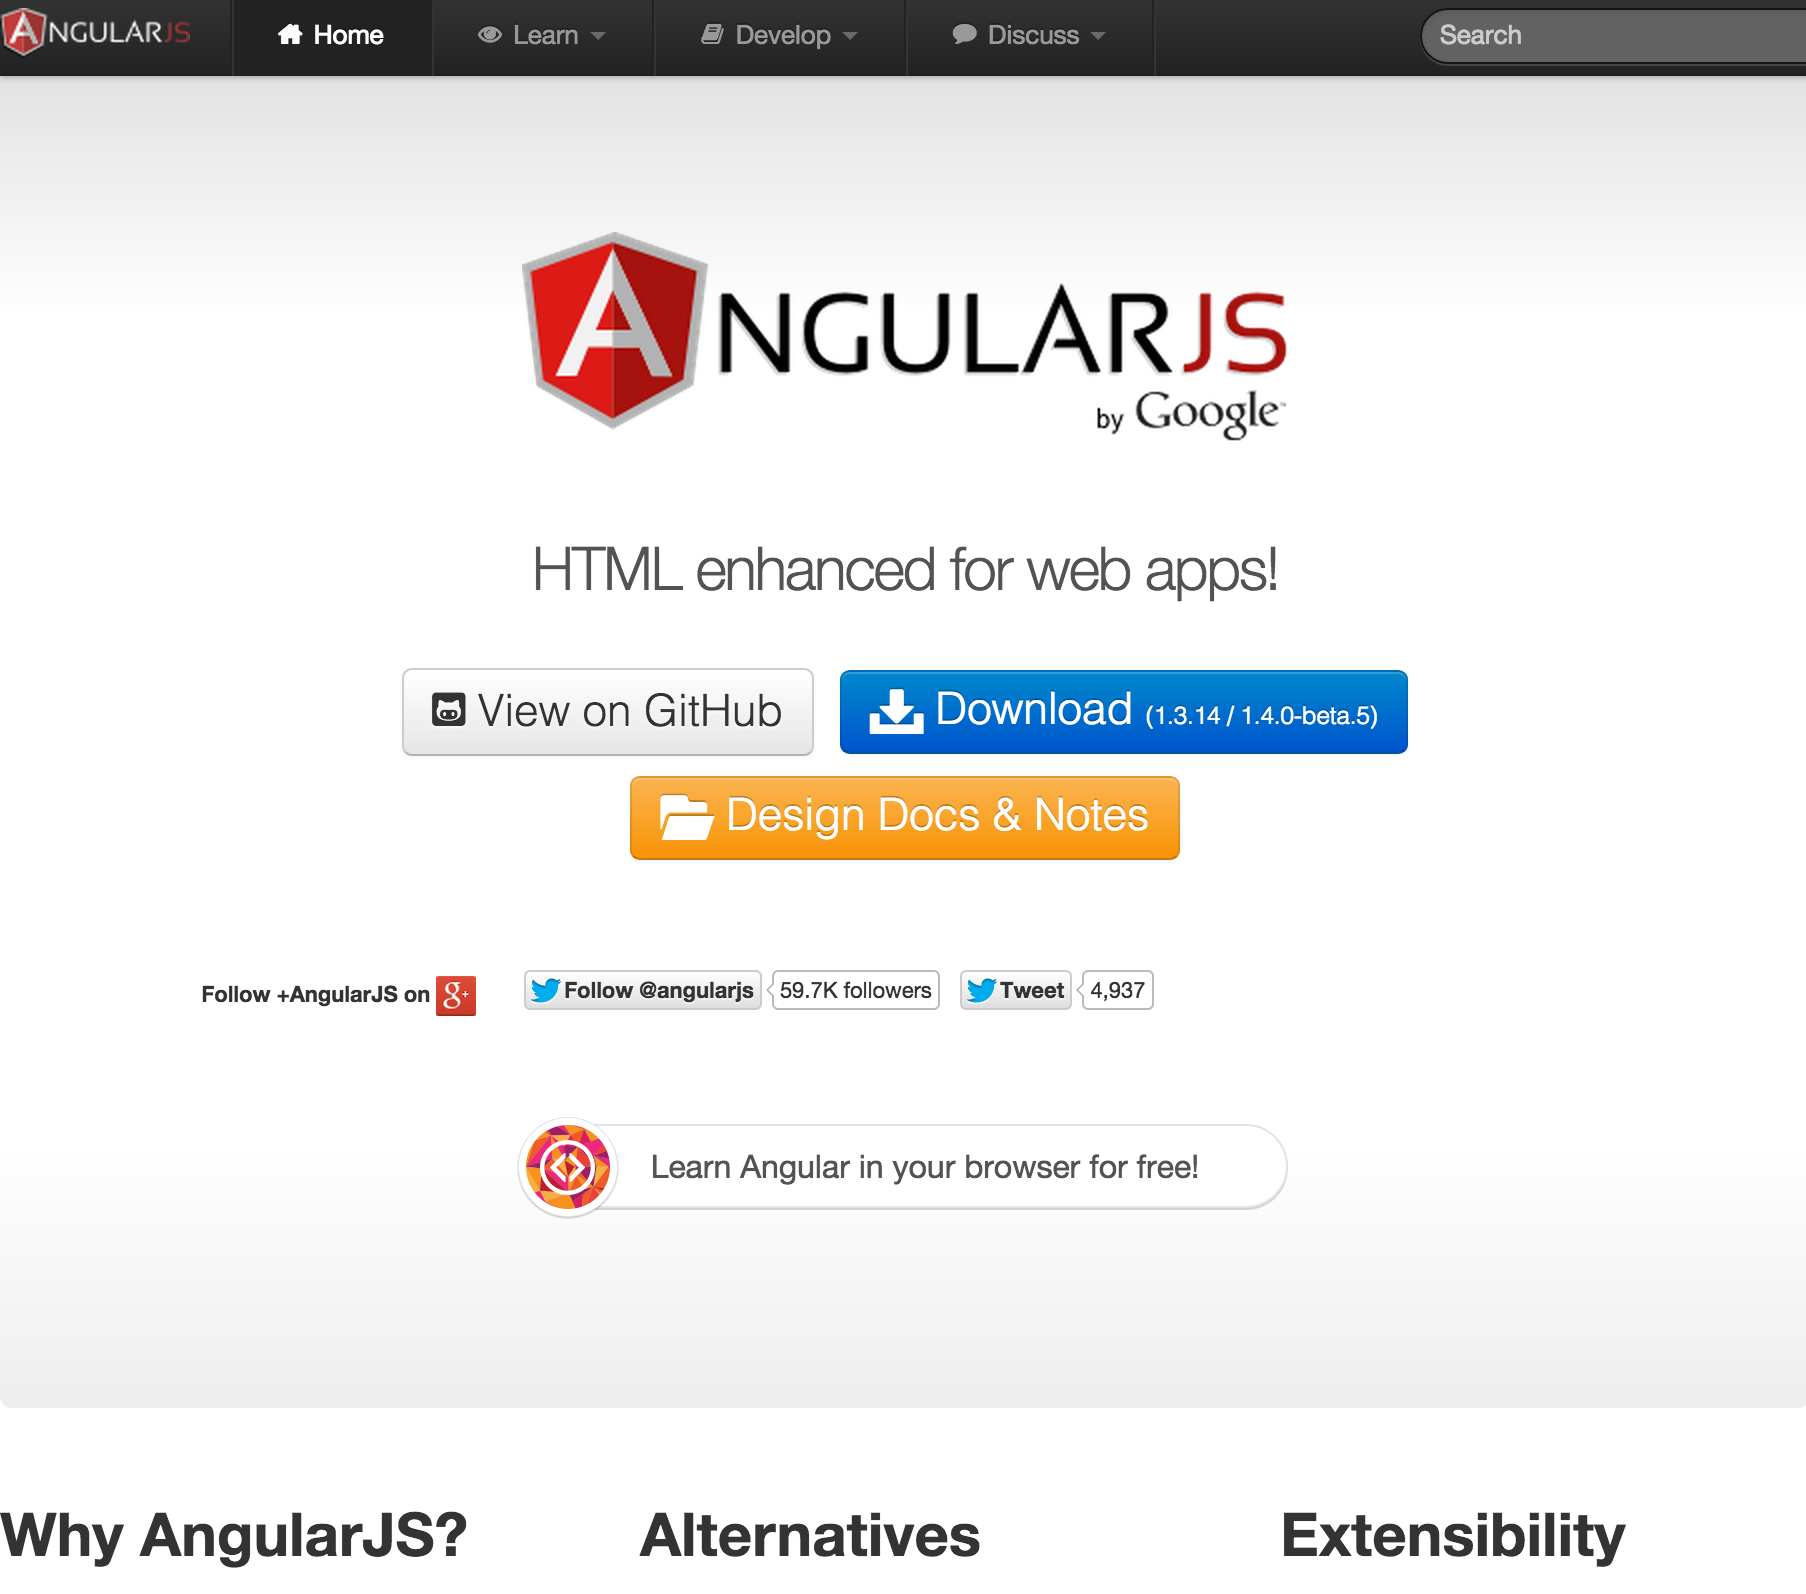 ANGULARJS Home Learn Develop Discuss Search
ANGULARJS
by Google
HTML enhanced for web apps!
View on GitHub Download (1.3.14 / 1.4.0-beta.5)
Design Docs & Notes
Follow +AngularJS on g+ Follow @angularjs 59.7K followers Tweet 4,937
Learn Angular in your browser for free!
Why AngularJS? Alternatives Extensibility